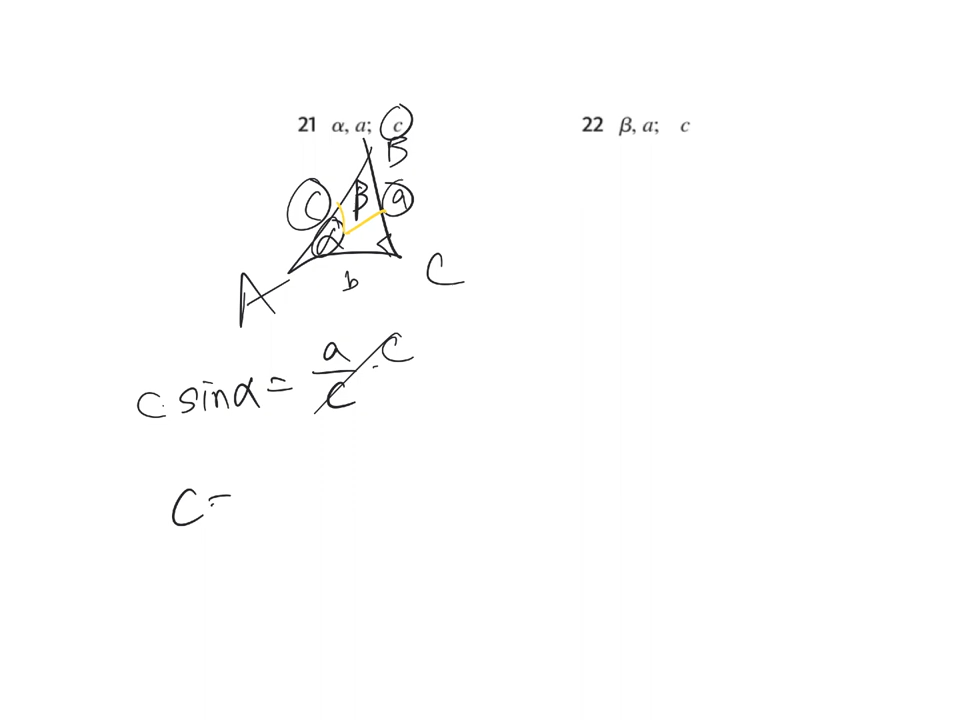 21 α, a; c
22 β, a; c
B
c β a
α
A b C
c · sinα = a/c · c
c =